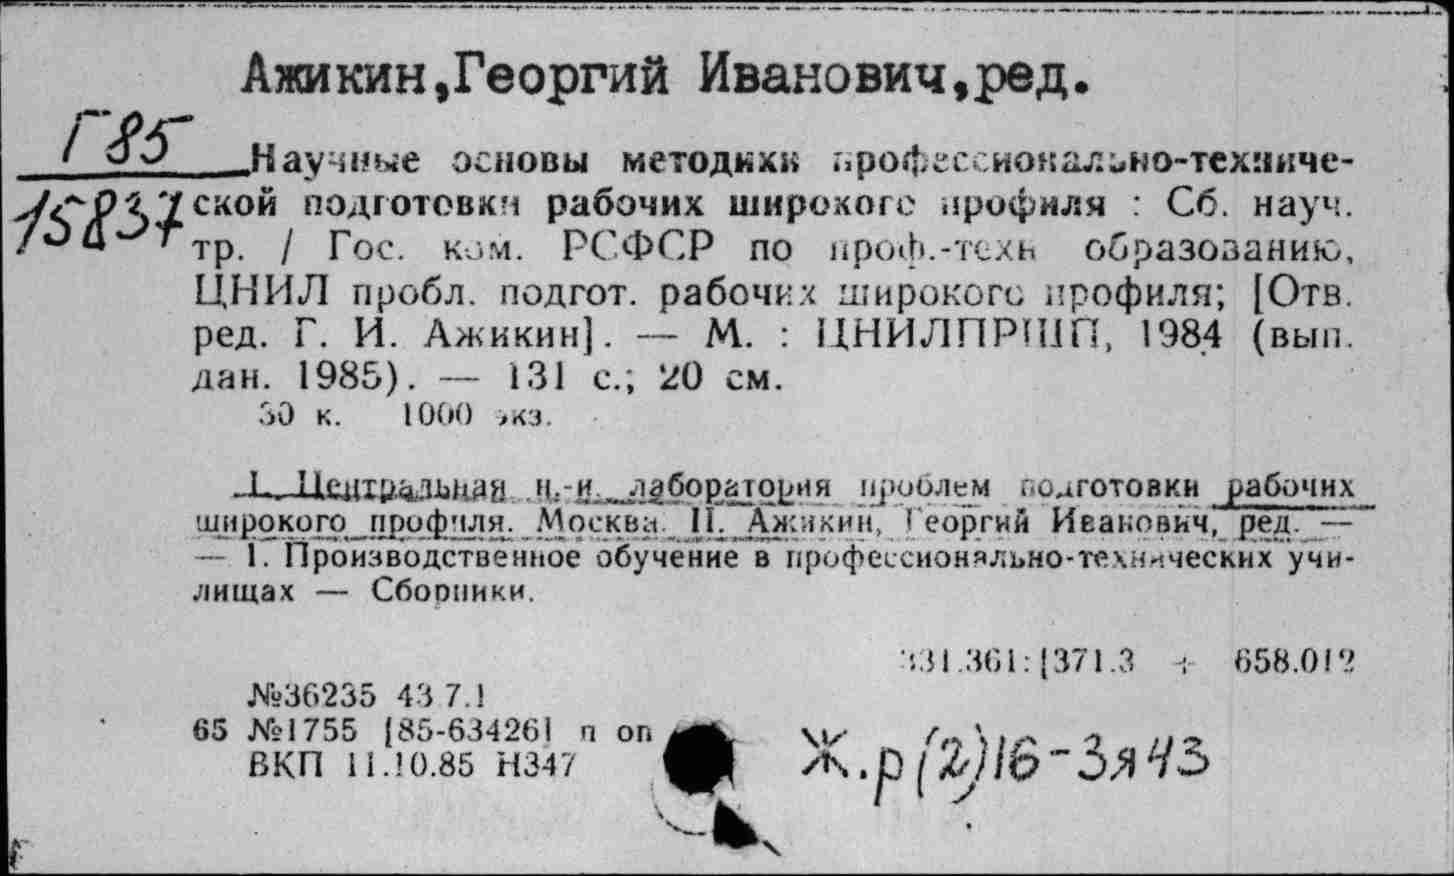 Ажикин,Георгий Иванович,ред.
Г85
15837
Научные основы методики профессионально-техниче-
ской подготовки рабочих широкого профиля : Сб. науч.
тр. / Гос. ком. РСФСР по проф.-техн образованию,
ЦНИЛ пробл. подгот. рабочих широкого профиля; [Отв.
ред. Г. И. Ажикин]. — М. : ЦНИЛПРШП, 1984 (вып.
дан. 1985). — 131 с.; 20 см.
30 к. 1000 экз.
I. Центральная н.-и. лаборатория проблем подготовки рабочих
широкого профиля. Москва. II. Ажикин, Георгий Иванович, ред. —
— 1. Производственное обучение в профессионально-технических учи-
лищах — Сборники.
331.361:[371.3 + 658.012
№36235 43 7.1
65 №1755 [85-63426] п оп
ВКП 11.10.85 Н347
Ж.р(2)16-3я43